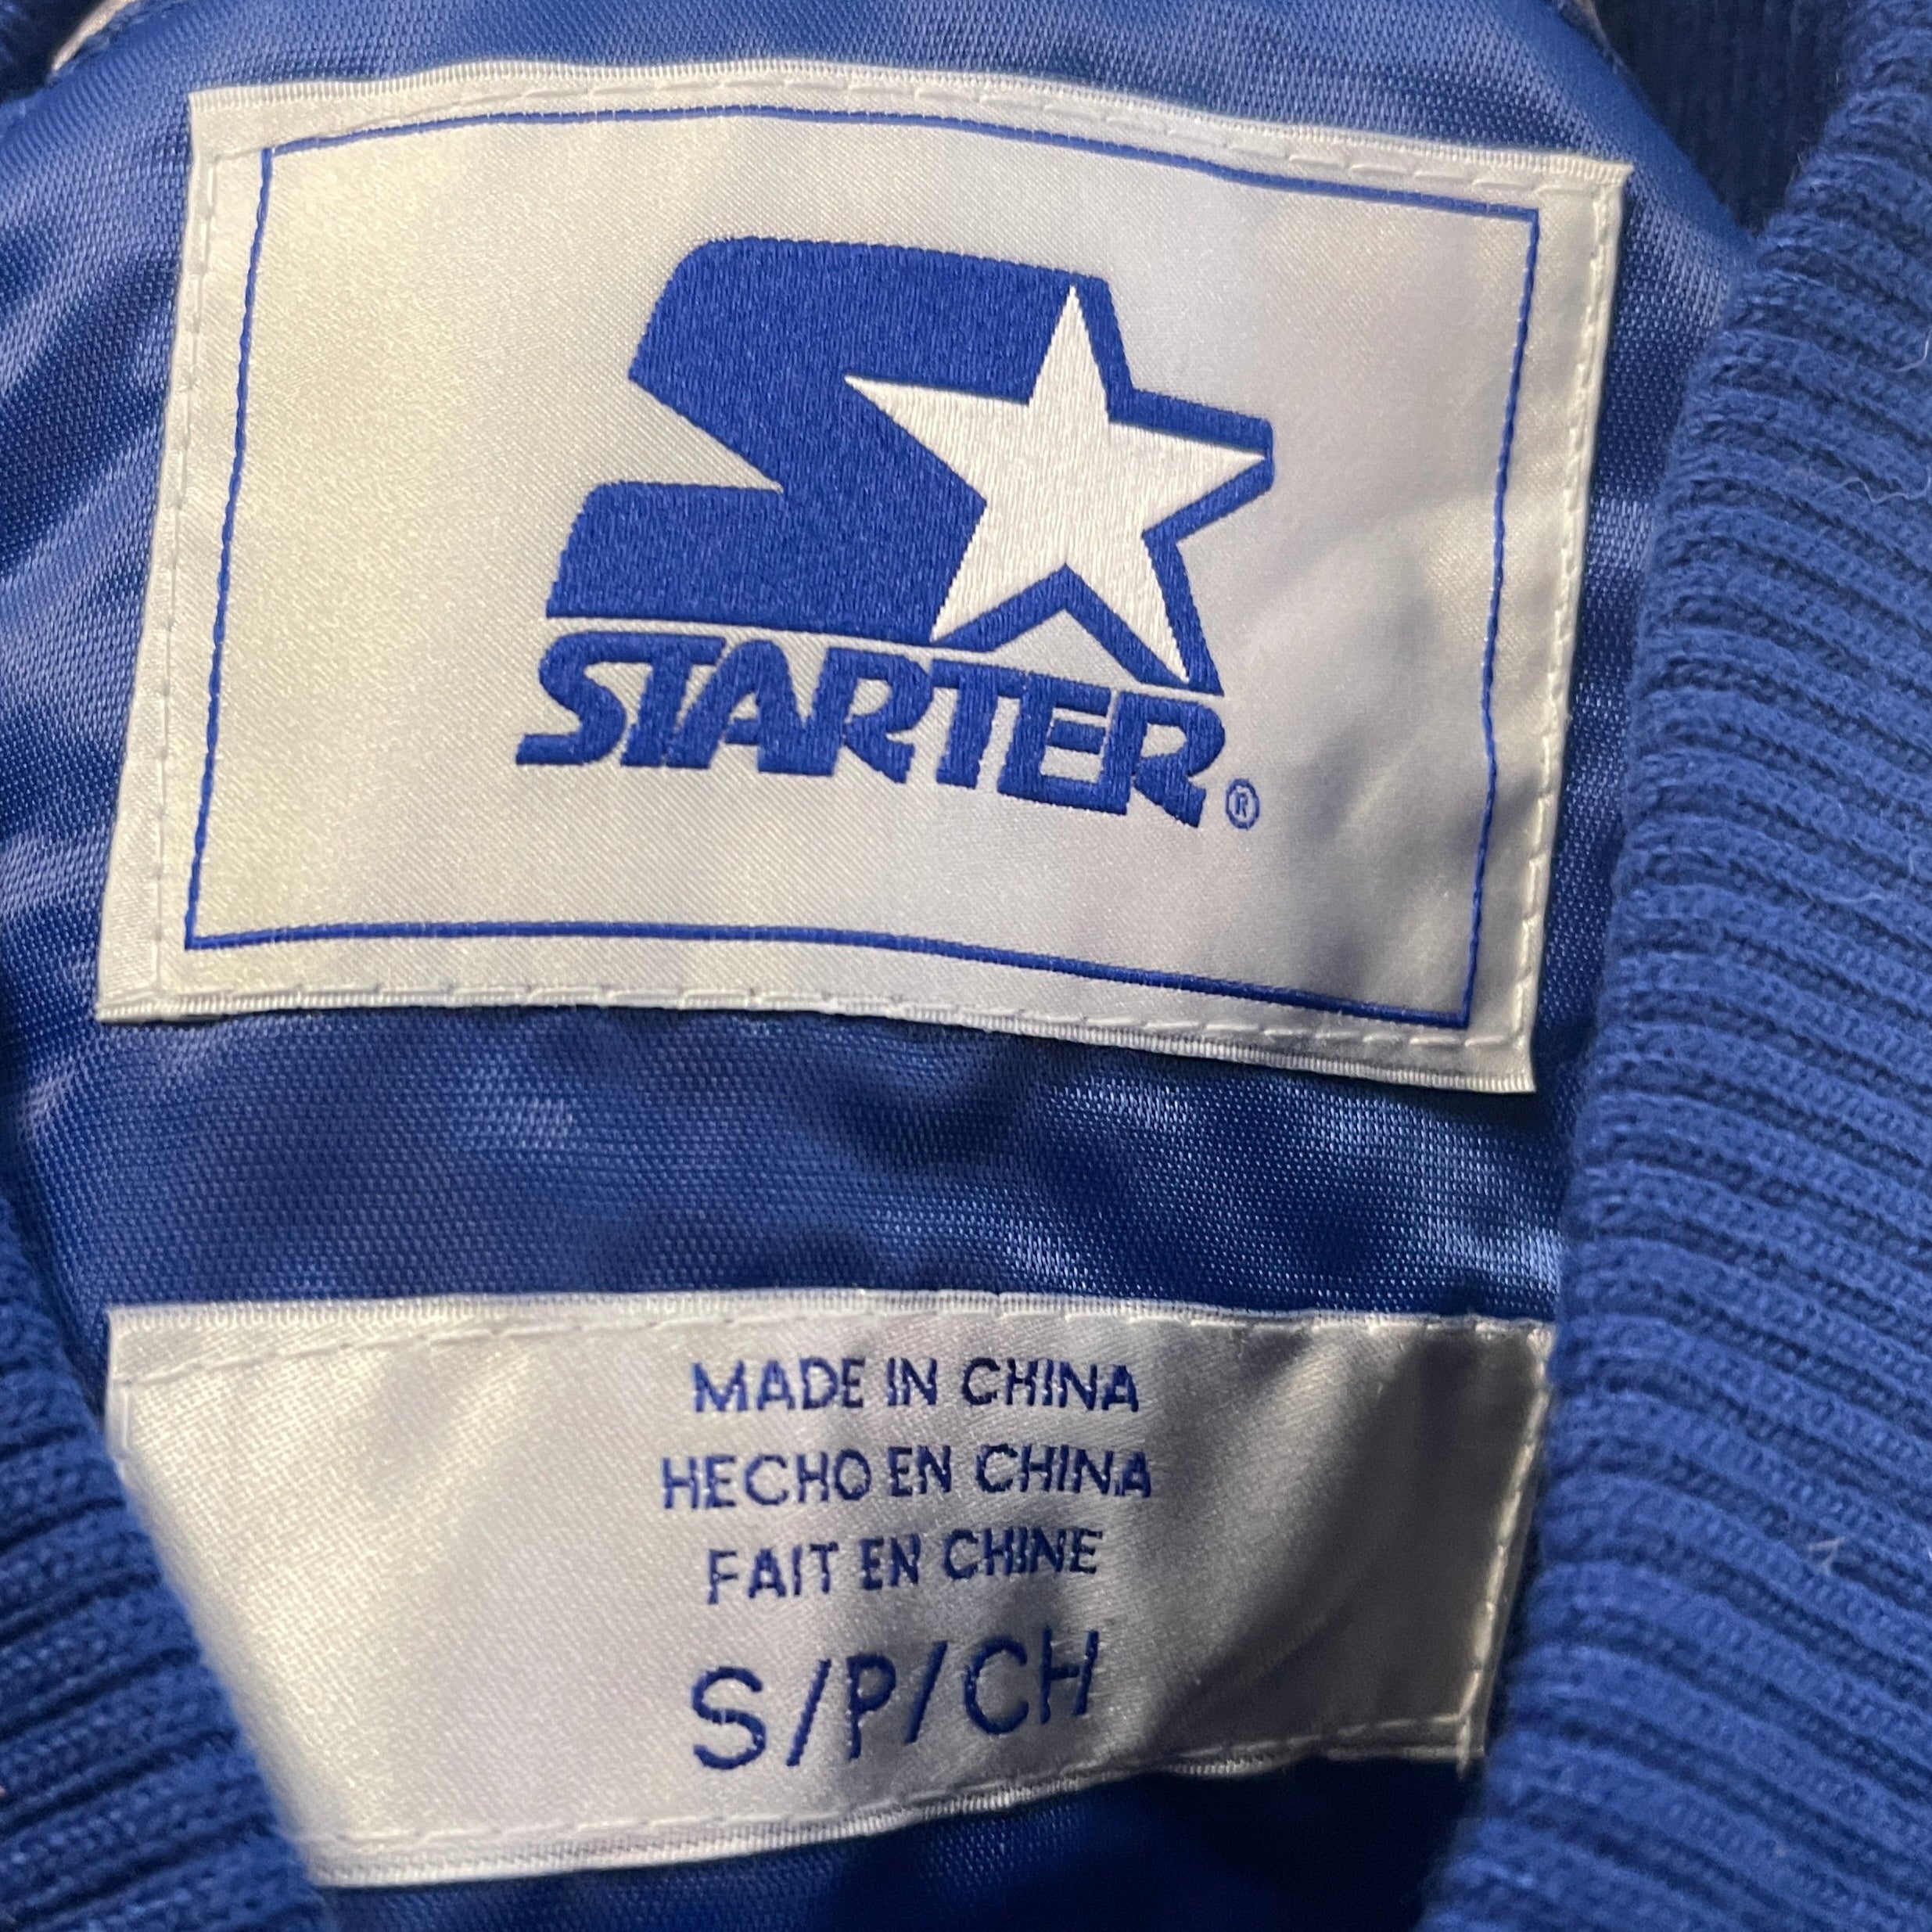 STARTER®
MADE IN CHINA
HECHO EN CHINA
FAIT EN CHINE
S/P/CH